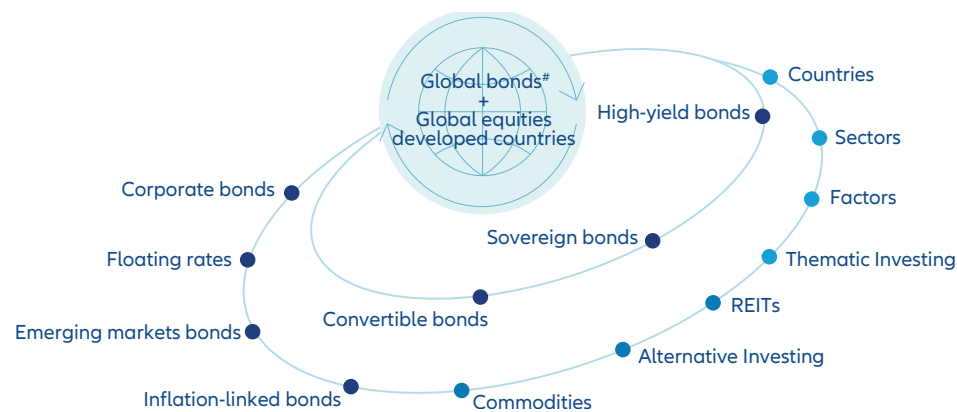 Global bonds#
+
Global equities
developed countries
Countries
High-yield bonds
Sectors
Corporate bonds
Factors
Sovereign bonds
Floating rates
Thematic Investing
REITs
Convertible bonds
Emerging markets bonds
Alternative Investing
Inflation-linked bonds
Commodities